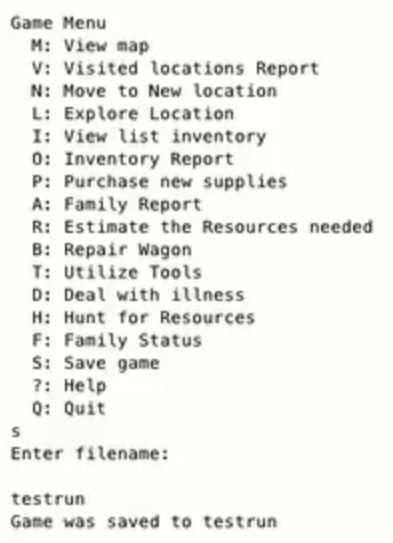 Game Menu
M: View map
V: Visited locations Report
N: Move to New location
L: Explore Location
I: View list inventory
O: Inventory Report
P: Purchase new supplies
A: Family Report
R: Estimate the Resources needed
B: Repair Wagon
T: Utilize Tools
D: Deal with illness
H: Hunt for Resources
F: Family Status
S: Save game
?: Help
Q: Quit
s
Enter filename:
testrun
Game was saved to testrun